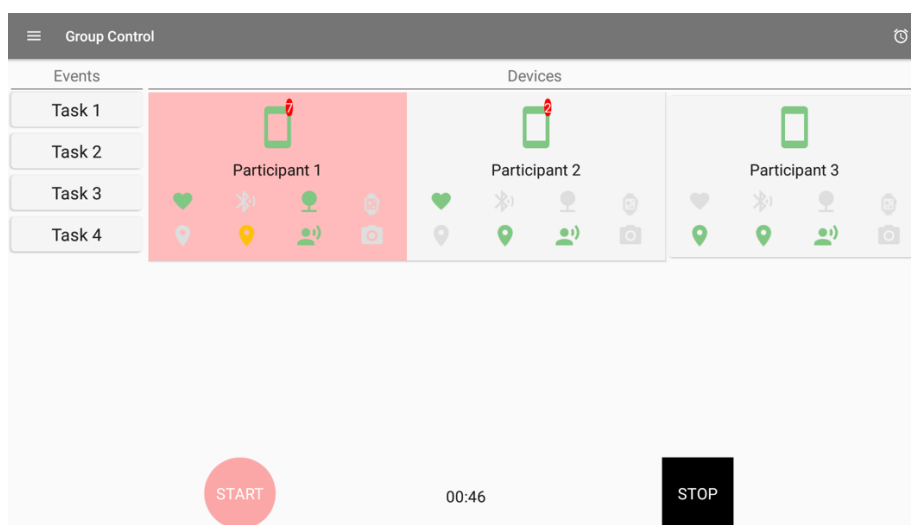 Group Control
Events
Devices
Task 1
Task 2
Task 3
Task 4
7
Participant 1
2
Participant 2
Participant 3
START
00:46
STOP